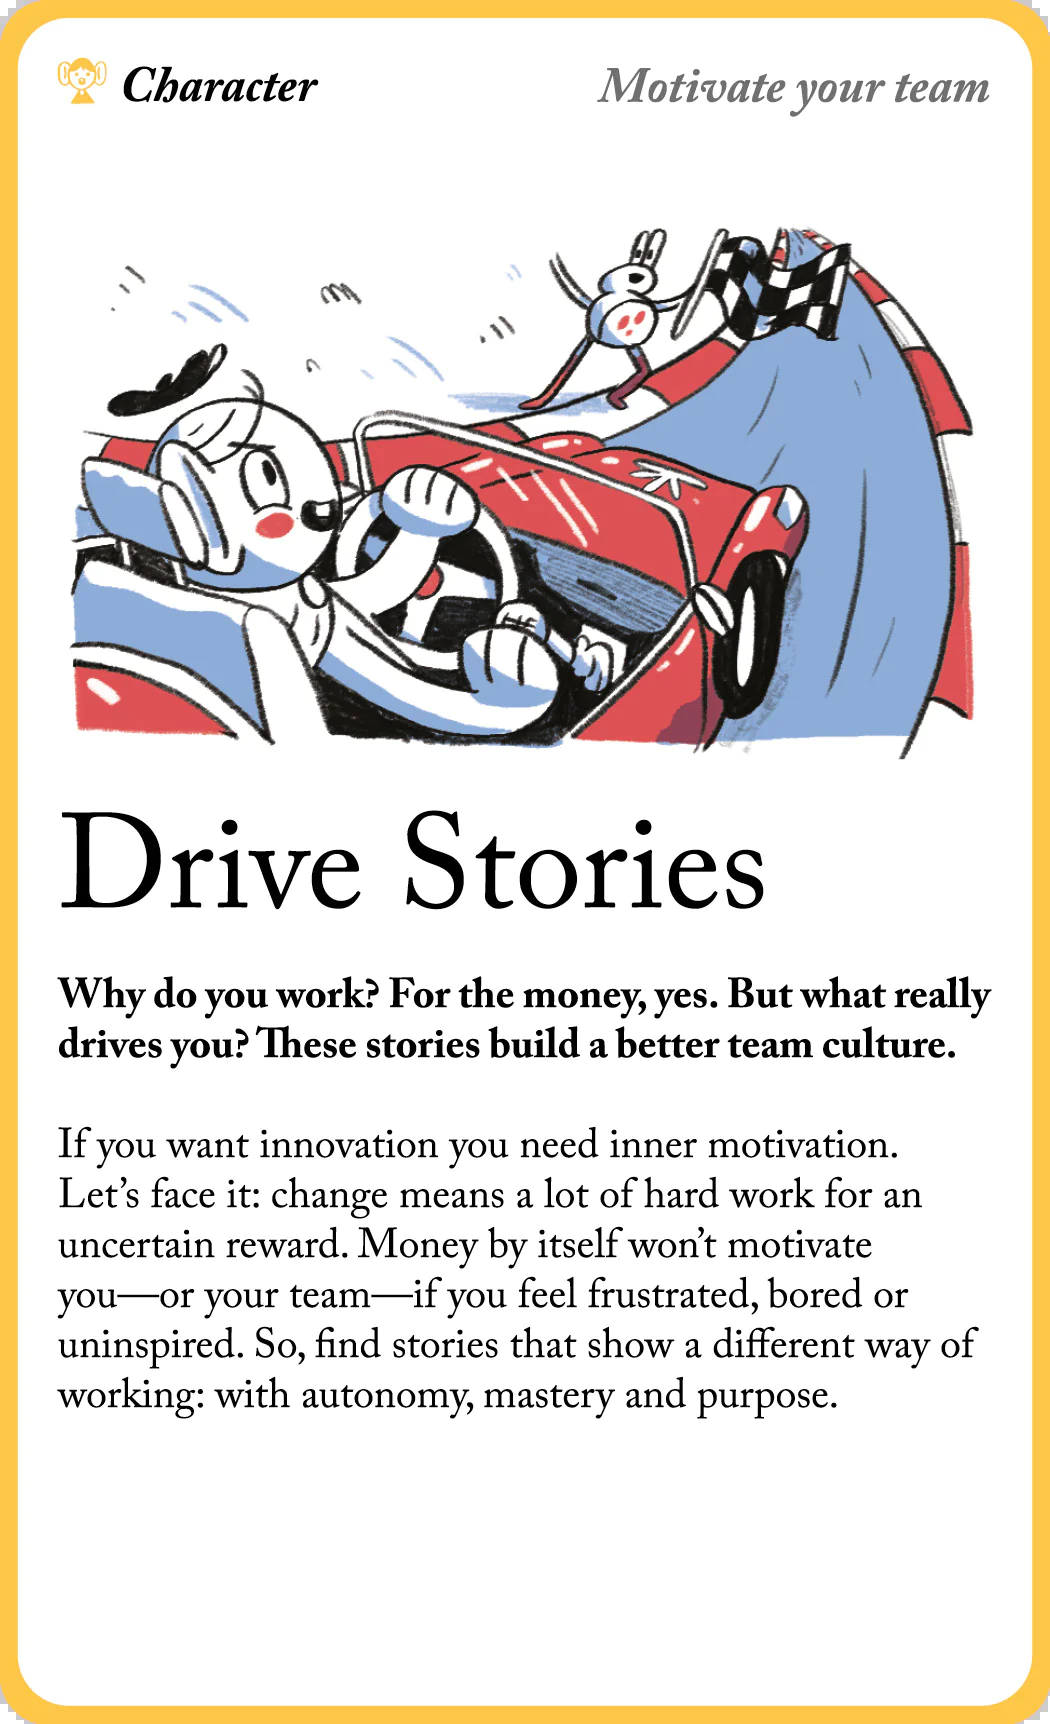 Character
Motivate your team
Drive Stories
Why do you work? For the money, yes. But what really
drives you? These stories build a better team culture.
If you want innovation you need inner motivation.
Let’s face it: change means a lot of hard work for an
uncertain reward. Money by itself won’t motivate
you—or your team—if you feel frustrated, bored or
uninspired. So, find stories that show a different way of
working: with autonomy, mastery and purpose.